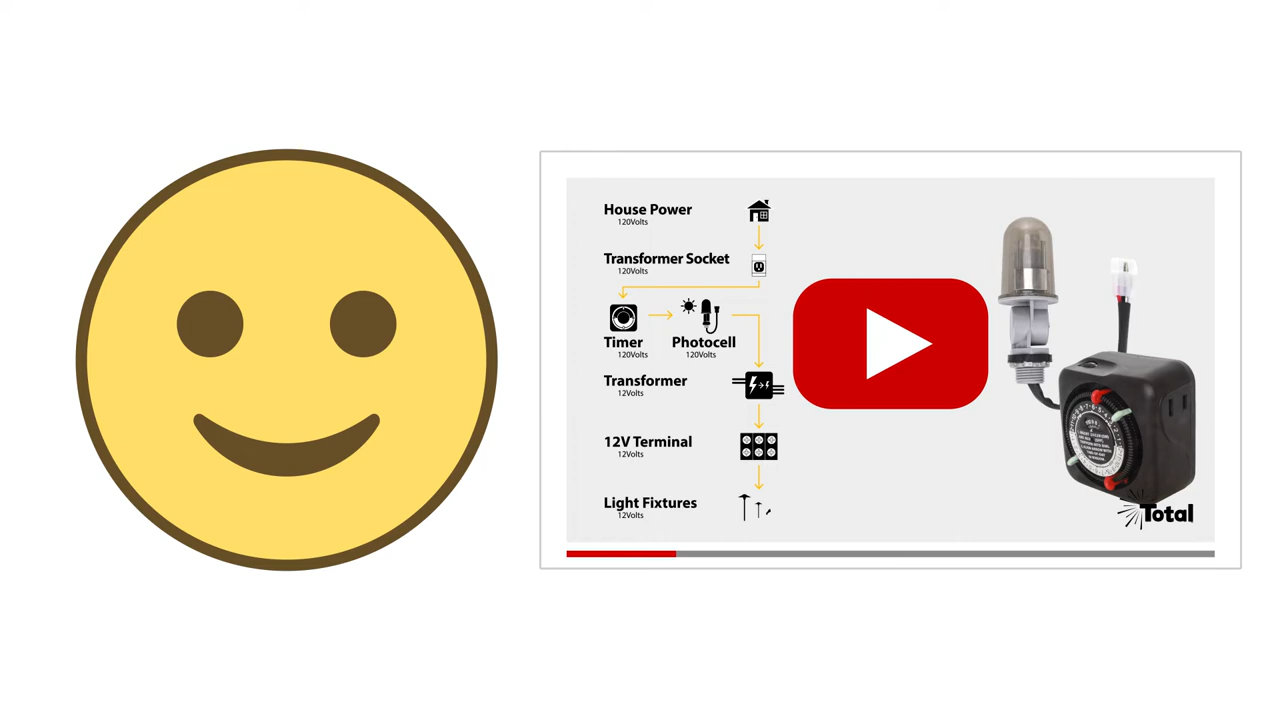 House Power
120Volts
Transformer Socket
120Volts
Timer
120Volts
Photocell
120Volts
Transformer
12Volts
12V Terminal
12Volts
Light Fixtures
12Volts
Total